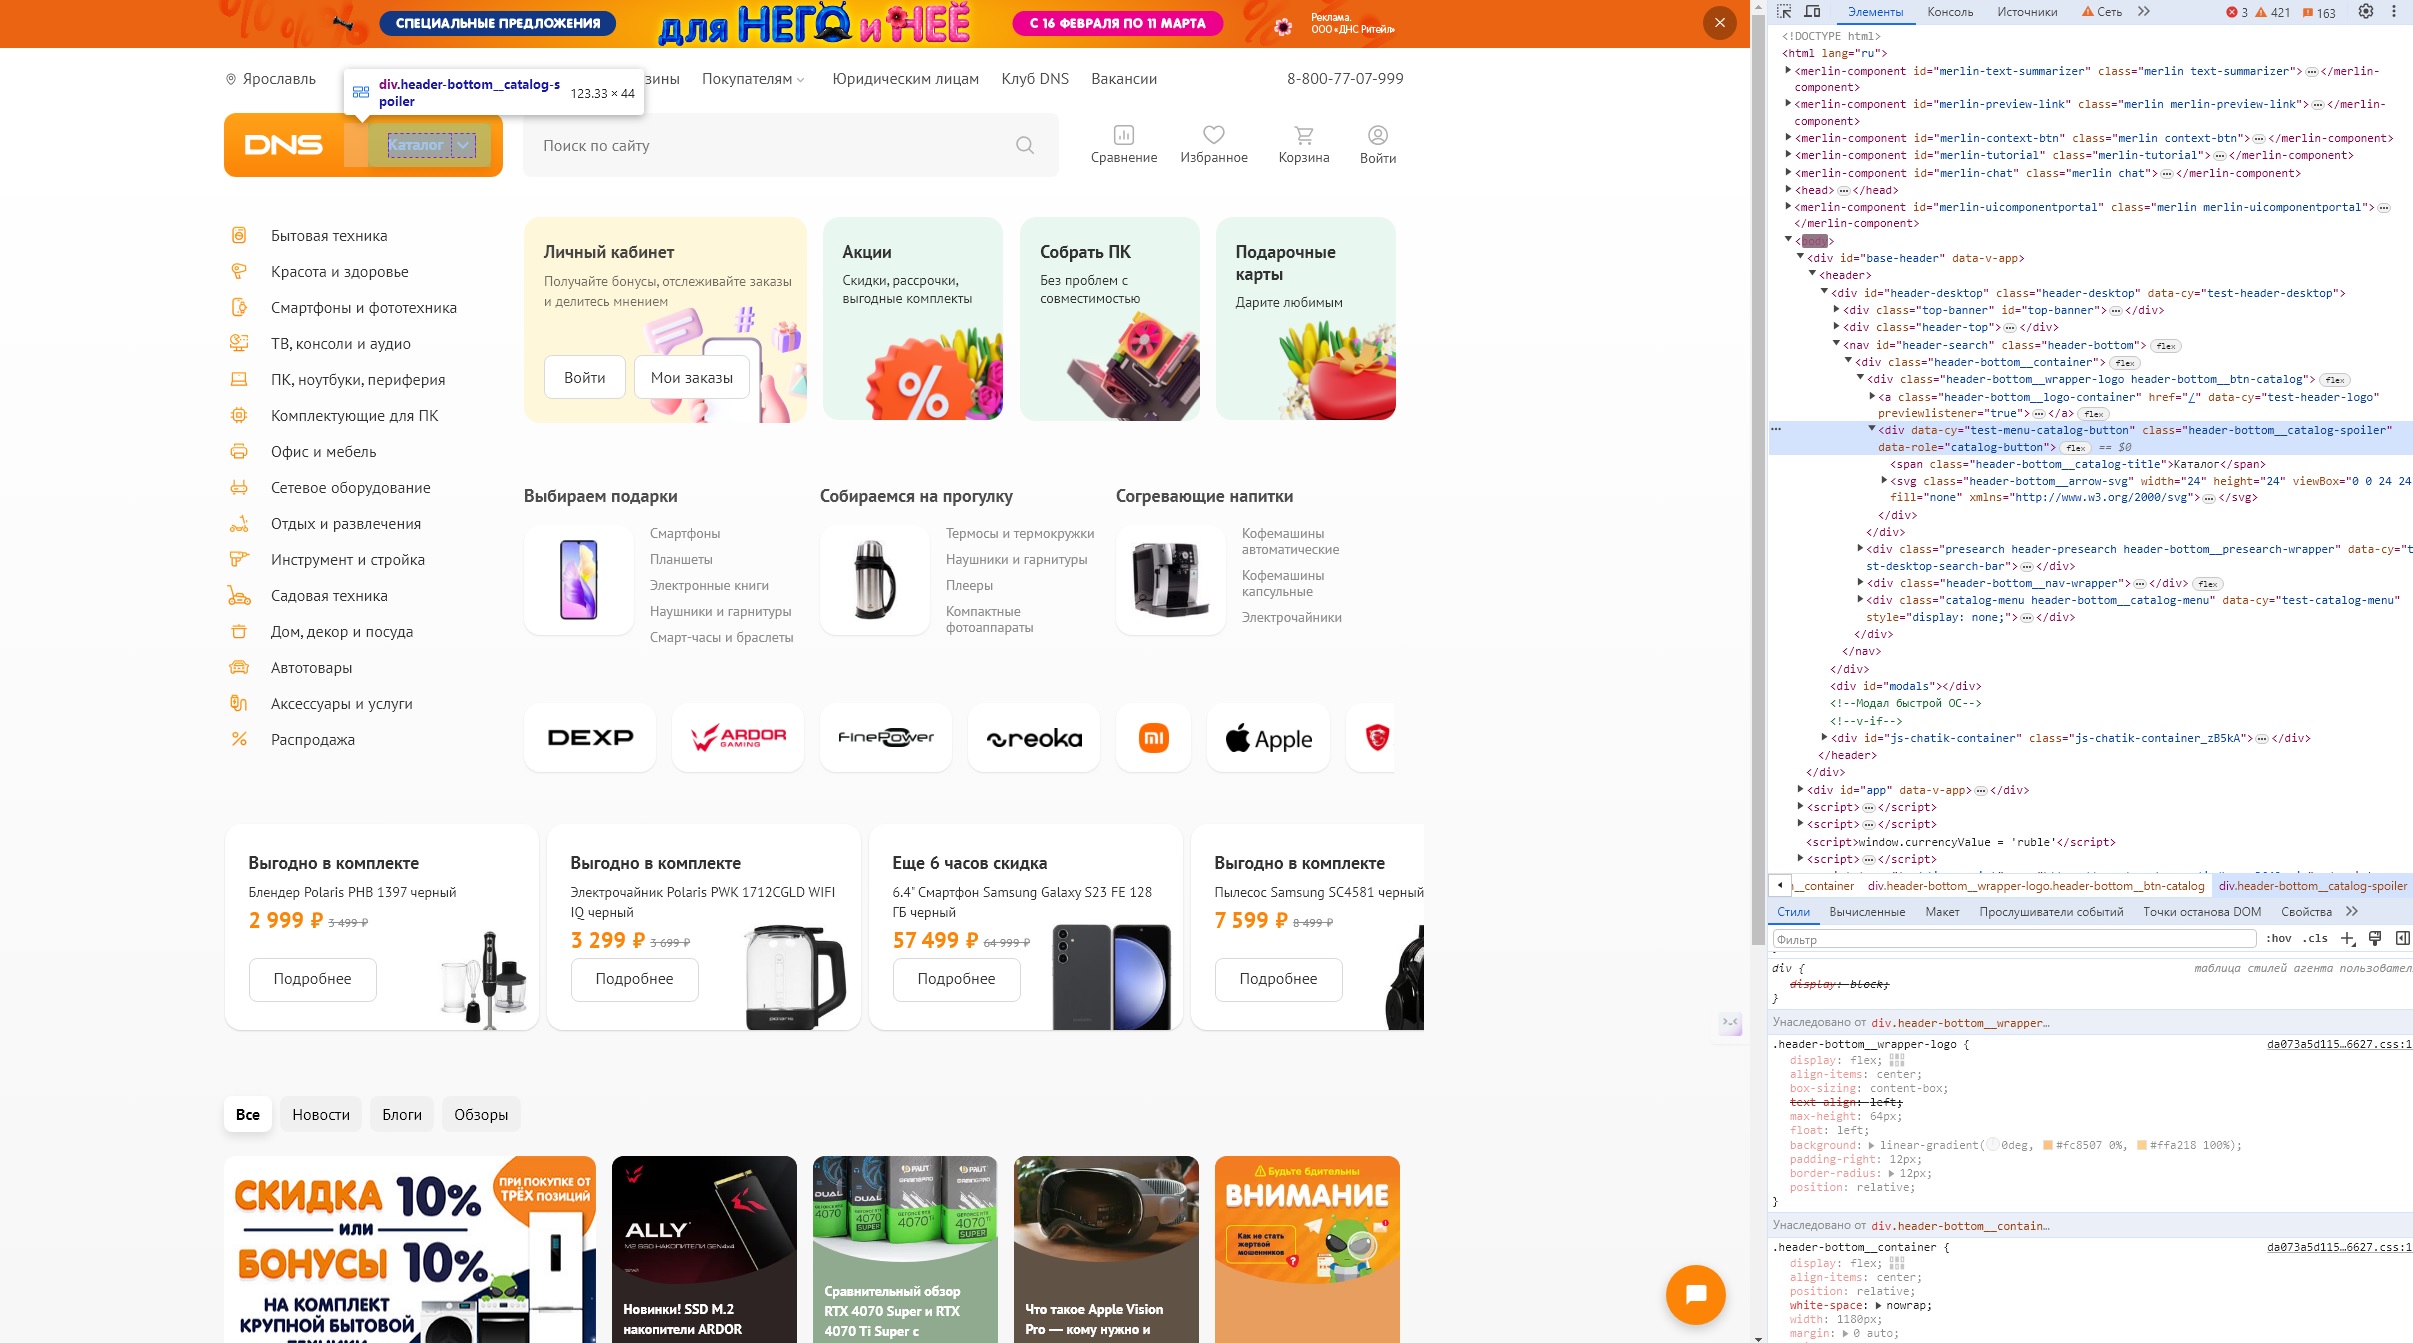 СПЕЦИАЛЬНЫЕ ПРЕДЛОЖЕНИЯ
для НЕГО и НЕЁ
С 16 ФЕВРАЛЯ ПО 11 МАРТА
Реклама.
ООО «ДНС Ритейл»
Ярославль
зины
Покупателям
Юридическим лицам
Клуб DNS
Вакансии
8-800-77-07-999
div.header-bottom__catalog-s
poiler
123.33 × 44
DNS
Каталог
Поиск по сайту
Сравнение
Избранное
Корзина
Войти
Бытовая техника
Красота и здоровье
Смартфоны и фототехника
ТВ, консоли и аудио
ПК, ноутбуки, периферия
Комплектующие для ПК
Офис и мебель
Сетевое оборудование
Отдых и развлечения
Инструмент и стройка
Садовая техника
Дом, декор и посуда
Автотовары
Аксессуары и услуги
Распродажа
Личный кабинет
Получайте бонусы, отслеживайте заказы
и делитесь мнением
Войти
Мои заказы
Акции
Скидки, рассрочки,
выгодные комплекты
Собрать ПК
Без проблем с
совместимостью
Подарочные
карты
Дарите любимым
Выбираем подарки
Смартфоны
Планшеты
Электронные книги
Наушники и гарнитуры
Смарт-часы и браслеты
Собираемся на прогулку
Термосы и термокружки
Наушники и гарнитуры
Плееры
Компактные
фотоаппараты
Согревающие напитки
Кофемашины
автоматические
Кофемашины
капсульные
Электрочайники
DEXP
ARDOR
GAMING
FinePower
areoka
Apple
Выгодно в комплекте
Блендер Polaris PHB 1397 черный
2 999 ₽ 3 499 ₽
Подробнее
Выгодно в комплекте
Электрочайник Polaris PWK 1712CGLD WIFI
IQ черный
3 299 ₽ 3 699 ₽
Подробнее
Еще 6 часов скидка
6.4" Смартфон Samsung Galaxy S23 FE 128
ГБ черный
57 499 ₽ 64 999 ₽
Подробнее
Выгодно в комплекте
Пылесос Samsung SC4581 черный
7 599 ₽ 8 499 ₽
Подробнее
Все
Новости
Блоги
Обзоры
СКИДКА 10%
ИЛИ
БОНУСЫ 10%
НА КОМПЛЕКТ
КРУПНОЙ БЫТОВОЙ
ТЕХНИКИ
ПРИ ПОКУПКЕ ОТ
ТРЁХ ПОЗИЦИЙ
ALLY
M2 SSD НАКОПИТЕЛИ GEN4x4
Новинки! SSD M.2
накопители ARDOR
Сравнительный обзор
RTX 4070 Super и RTX
4070 Ti Super с
Что такое Apple Vision
Pro — кому нужно и
Будьте бдительны
ВНИМАНИЕ
Как не стать
жертвой
мошенников
Элементы
Консоль
Источники
Сеть
3
421
163
<!DOCTYPE html>
<html lang="ru">
<merlin-component id="merlin-text-summarizer" class="merlin text-summarizer">…</merlin-
component>
<merlin-component id="merlin-preview-link" class="merlin merlin-preview-link">…</merlin-
component>
<merlin-component id="merlin-context-btn" class="merlin context-btn">…</merlin-component>
<merlin-component id="merlin-tutorial" class="merlin-tutorial">…</merlin-component>
<merlin-component id="merlin-chat" class="merlin chat">…</merlin-component>
<head>…</head>
<merlin-component id="merlin-uicomponentportal" class="merlin merlin-uicomponentportal">…
</merlin-component>
<body>
<div id="base-header" data-v-app>
<header>
<div id="header-desktop" class="header-desktop" data-cy="test-header-desktop">
<div class="top-banner" id="top-banner">…</div>
<div class="header-top">…</div>
<nav id="header-search" class="header-bottom"> flex
<div class="header-bottom__container"> flex
<div class="header-bottom__wrapper-logo header-bottom__btn-catalog"> flex
<a class="header-bottom__logo-container" href="/" data-cy="test-header-logo"
previewlistener="true">…</a> flex
<div data-cy="test-menu-catalog-button" class="header-bottom__catalog-spoiler"
data-role="catalog-button"> flex == $0
<span class="header-bottom__catalog-title">Каталог</span>
<svg class="header-bottom__arrow-svg" width="24" height="24" viewBox="0 0 24 24
fill="none" xmlns="http://www.w3.org/2000/svg">…</svg>
</div>
</div>
<div class="presearch header-presearch header-bottom__presearch-wrapper" data-cy="t
st-desktop-search-bar">…</div>
<div class="header-bottom__nav-wrapper">…</div> flex
<div class="catalog-menu header-bottom__catalog-menu" data-cy="test-catalog-menu"
style="display: none;">…</div>
</div>
</nav>
</div>
<div id="modals"></div>
<!--Модал быстрой ОС-->
<!--v-if-->
<div id="js-chatik-container" class="js-chatik-container_zB5kA">…</div>
</header>
</div>
<div id="app" data-v-app>…</div>
<script>…</script>
<script>…</script>
<script>window.currencyValue = 'ruble'</script>
<script>…</script>
__container
div.header-bottom__wrapper-logo.header-bottom__btn-catalog
div.header-bottom__catalog-spoiler
Стили
Вычисленные
Макет
Прослушиватели событий
Точки останова DOM
Свойства
Фильтр
:hov
.cls
div {
таблица стилей агента пользовател
display: block;
}
Унаследовано от div.header-bottom__wrapper…
.header-bottom__wrapper-logo {
da073a5d115…6627.css:1
display: flex;
align-items: center;
box-sizing: content-box;
text-align: left;
max-height: 64px;
float: left;
background: linear-gradient(0deg, #fc8507 0%, #ffa218 100%);
padding-right: 12px;
border-radius: 12px;
position: relative;
}
Унаследовано от div.header-bottom__contain…
.header-bottom__container {
da073a5d115…6627.css:1
display: flex;
align-items: center;
position: relative;
white-space: nowrap;
width: 1180px;
margin: 0 auto;